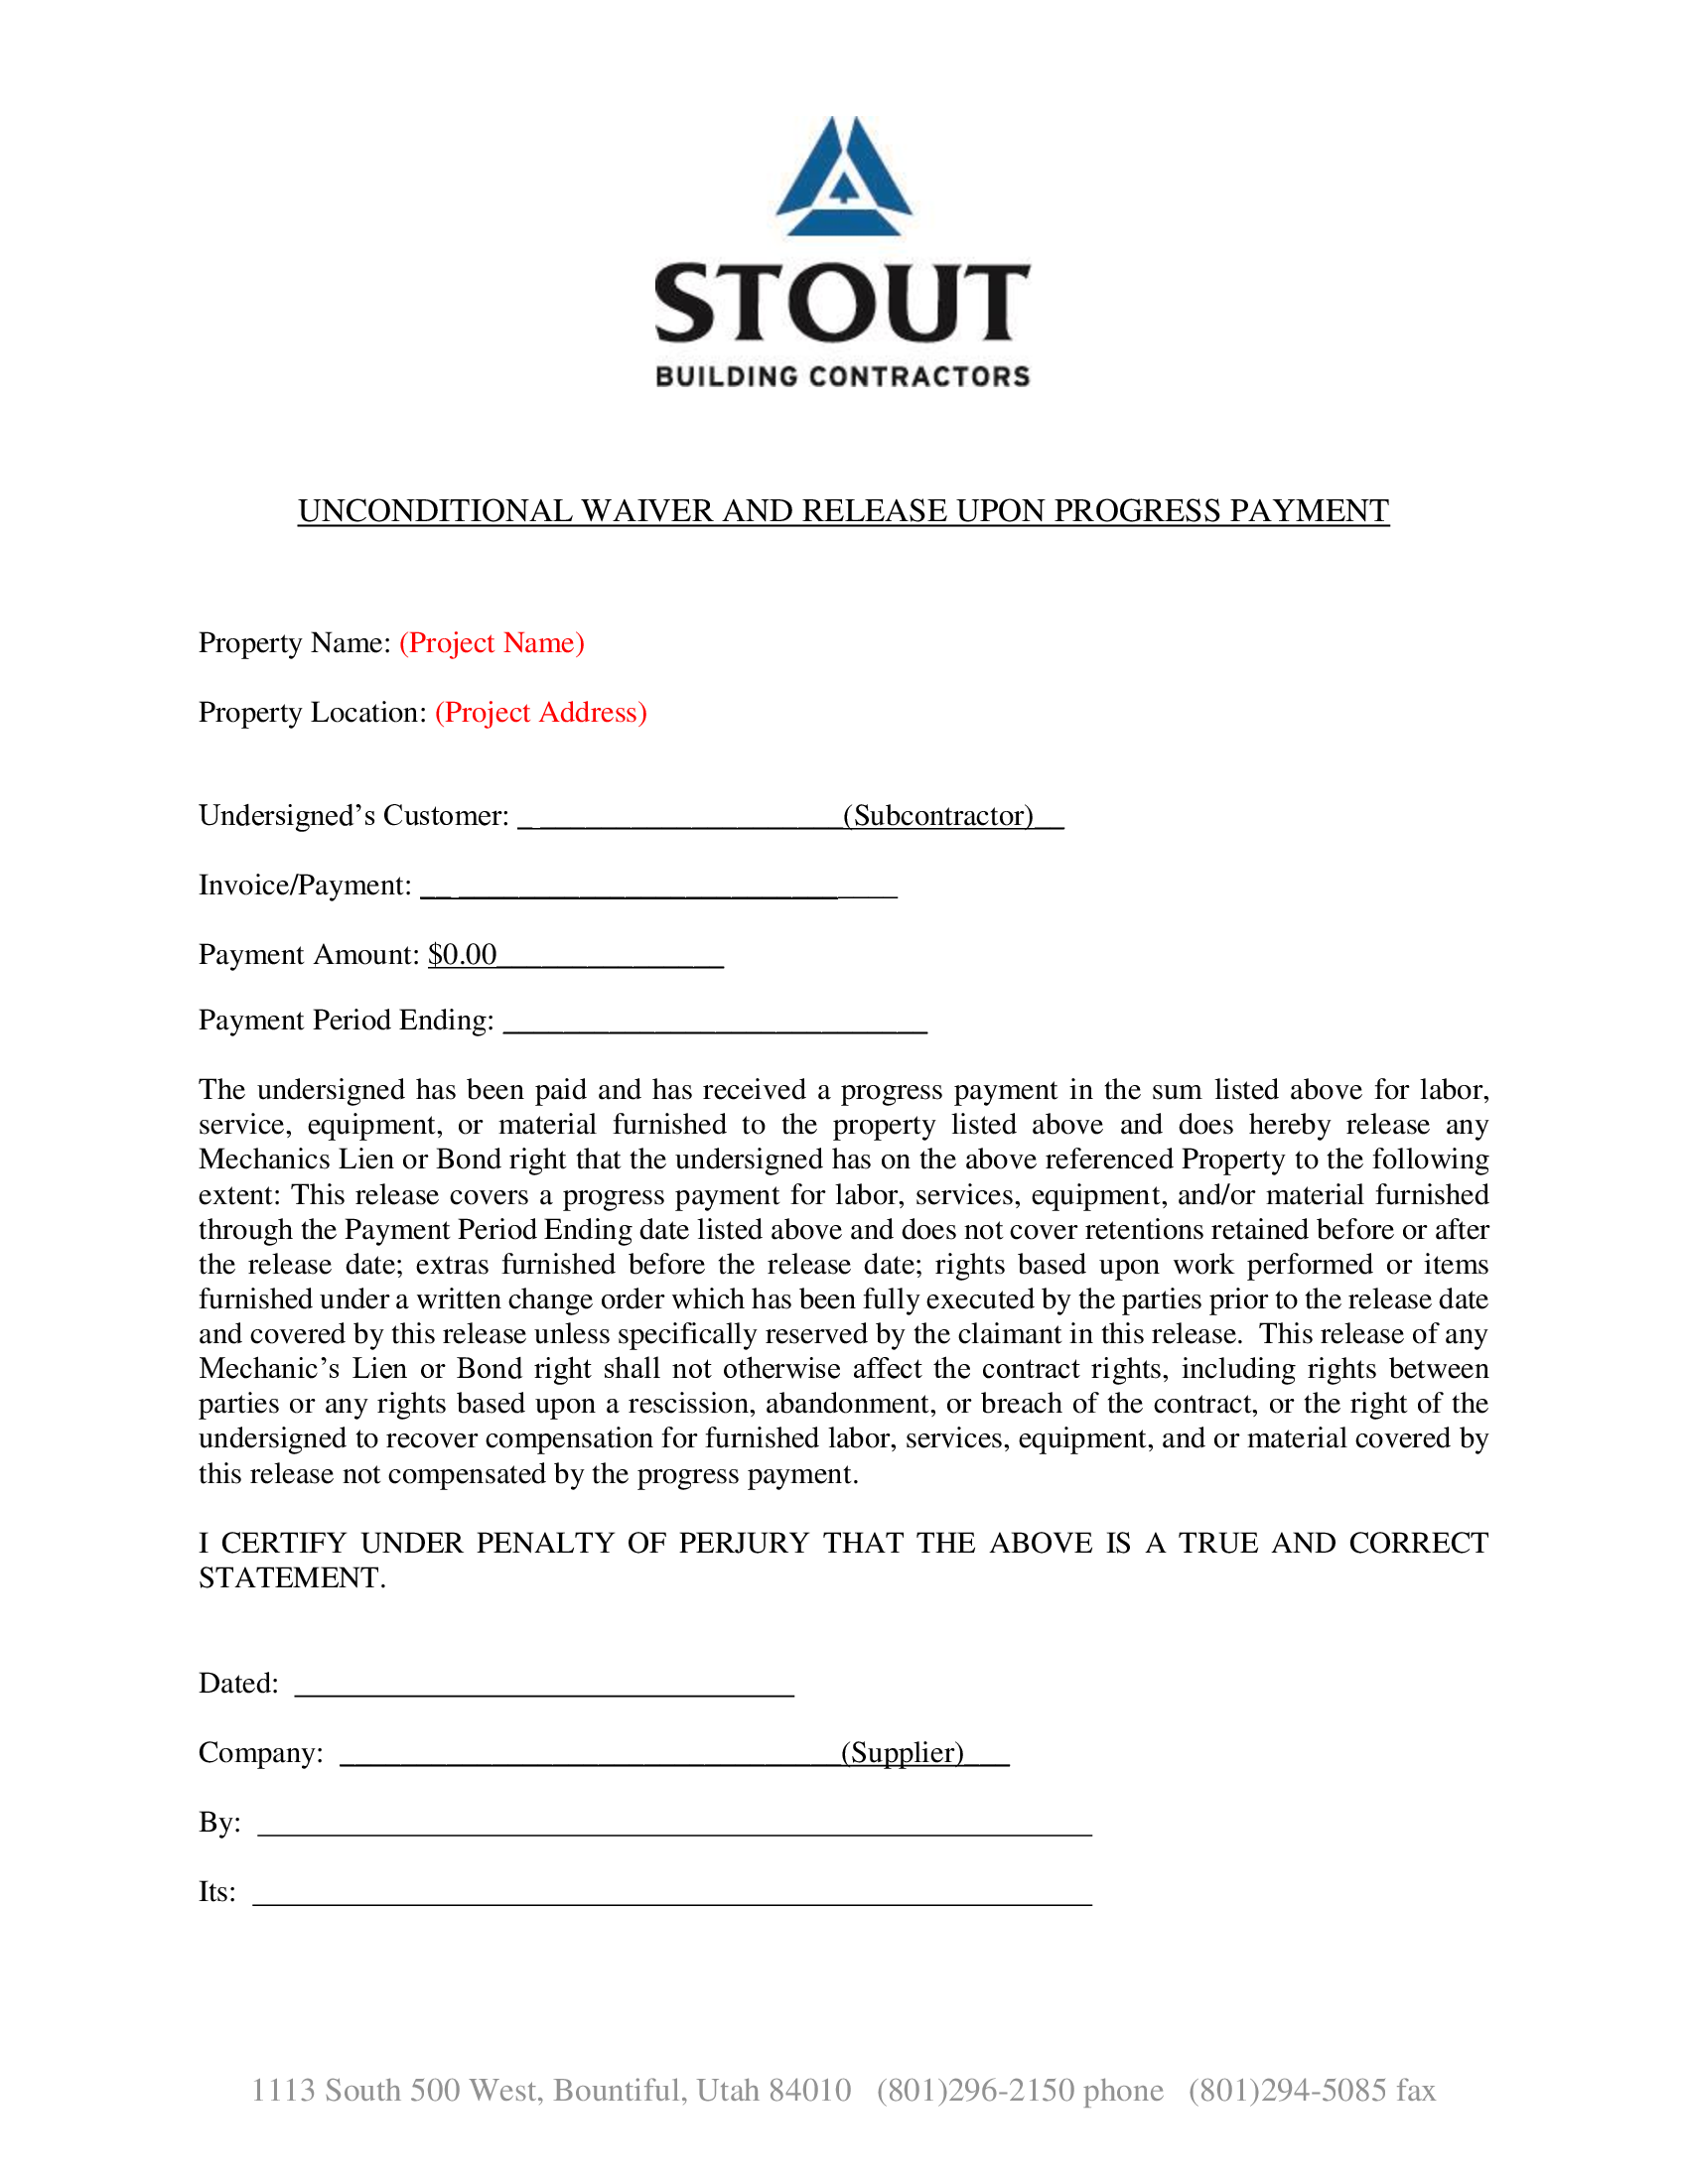 STOUT
BUILDING CONTRACTORS
UNCONDITIONAL WAIVER AND RELEASE UPON PROGRESS PAYMENT
Property Name: (Project Name)
Property Location: (Project Address)
Undersigned’s Customer: _ ____________________(Subcontractor)__
Invoice/Payment: __ _____________________________
Payment Amount: $0.00_______________
Payment Period Ending: ____________________________
The undersigned has been paid and has received a progress payment in the sum listed above for labor,
service, equipment, or material furnished to the property listed above and does hereby release any
Mechanics Lien or Bond right that the undersigned has on the above referenced Property to the following
extent: This release covers a progress payment for labor, services, equipment, and/or material furnished
through the Payment Period Ending date listed above and does not cover retentions retained before or after
the release date; extras furnished before the release date; rights based upon work performed or items
furnished under a written change order which has been fully executed by the parties prior to the release date
and covered by this release unless specifically reserved by the claimant in this release.  This release of any
Mechanic’s Lien or Bond right shall not otherwise affect the contract rights, including rights between
parties or any rights based upon a rescission, abandonment, or breach of the contract, or the right of the
undersigned to recover compensation for furnished labor, services, equipment, and or material covered by
this release not compensated by the progress payment.
I CERTIFY UNDER PENALTY OF PERJURY THAT THE ABOVE IS A TRUE AND CORRECT
STATEMENT.
Dated: _________________________________
Company: _________________________________(Supplier)___
By: _______________________________________________________
Its: _______________________________________________________
1113 South 500 West, Bountiful, Utah 84010   (801)296-2150 phone   (801)294-5085 fax